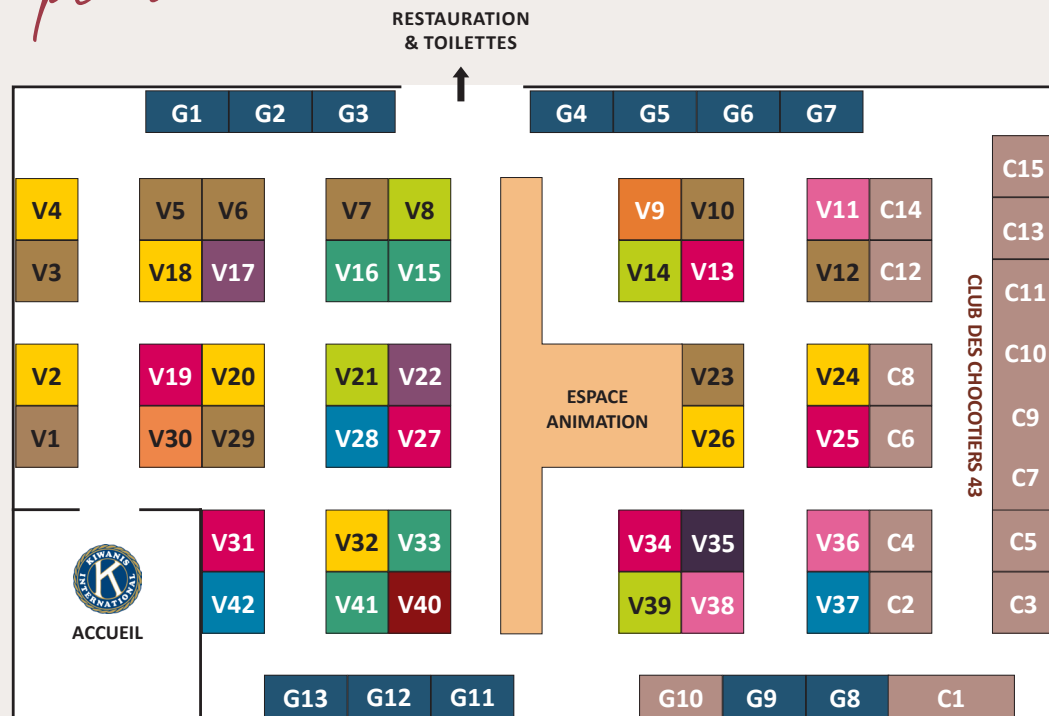 RESTAURATION
& TOILETTES
G1 G2 G3 G4 G5 G6 G7
C15
V4 V5 V6 V7 V8 V9 V10 V11 C14
C13
V3 V18 V17 V16 V15 V14 V13 V12 C12
C11
CLUB DES CHOCOTIERS 43
C10
V2 V19 V20 V21 V22 V23 V24 C8
ESPACE
ANIMATION
C9
V1 V30 V29 V28 V27 V26 V25 C6
C7
V31 V32 V33 V34 V35 V36 C4 C5
KIWANIS
INTERNATIONAL
K
V42 V41 V40 V39 V38 V37 C2 C3
ACCUEIL
G13 G12 G11 G10 G9 G8 C1